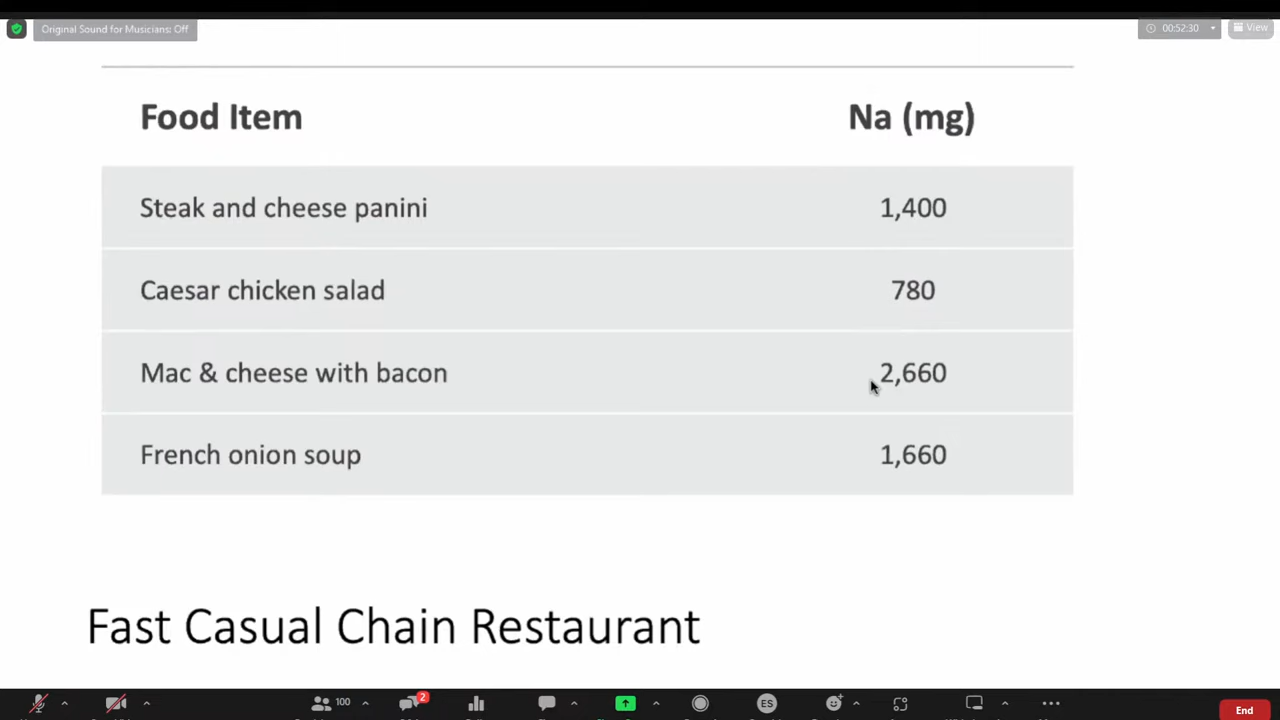 Original Sound for Musicians: Off
00:52:30
View
Food Item Na (mg)
Steak and cheese panini 1,400
Caesar chicken salad 780
Mac & cheese with bacon 2,660
French onion soup 1,660
Fast Casual Chain Restaurant
100
2
ES
End